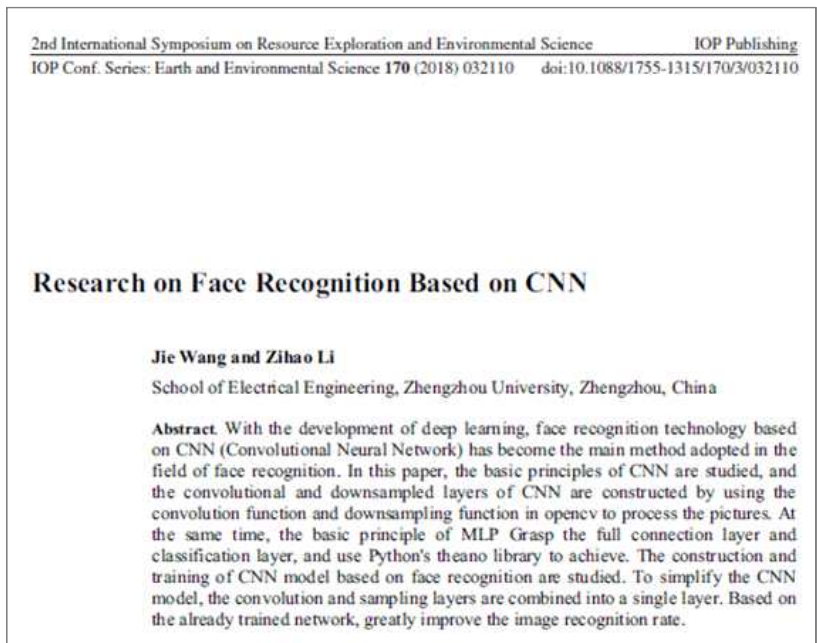 2nd International Symposium on Resource Exploration and Environmental Science IOP Publishing
IOP Conf. Series: Earth and Environmental Science 170 (2018) 032110 doi:10.1088/1755-1315/170/3/032110
Research on Face Recognition Based on CNN
Jie Wang and Zihao Li
School of Electrical Engineering, Zhengzhou University, Zhengzhou, China
Abstract. With the development of deep learning, face recognition technology based
on CNN (Convolutional Neural Network) has become the main method adopted in the
field of face recognition. In this paper, the basic principles of CNN are studied, and
the convolutional and downsampled layers of CNN are constructed by using the
convolution function and downsampling function in opencv to process the pictures. At
the same time, the basic principle of MLP Grasp the full connection layer and
classification layer, and use Python's theano library to achieve. The construction and
training of CNN model based on face recognition are studied. To simplify the CNN
model, the convolution and sampling layers are combined into a single layer. Based on
the already trained network, greatly improve the image recognition rate.